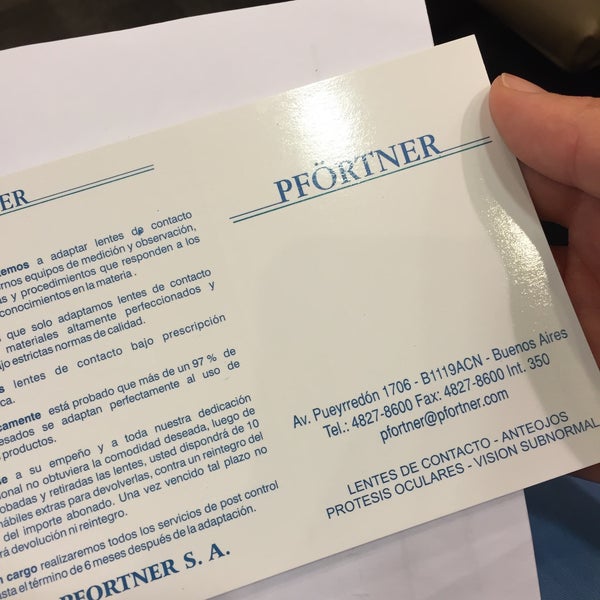 ER
emos a adaptar lentes de contacto
ernos equipos de medición y observación,
as y procedimientos que responden a los
conocimientos en la materia .
que solo adaptamos lentes de contacto
materiales altamente perfeccionados y
jo estrictas normas de calidad.
s lentes de contacto bajo prescripción
ca.
icamente está probado que más de un 97 % de
esados se adaptan perfectamente al uso de
productos.
e a su empeño y a toda nuestra dedicación
ional no obtuviera la comodidad deseada, luego de
obadas y retiradas las lentes, usted dispondrá de 10
hábiles extras para devolverlas, contra un reintegro del
del importe abonado. Una vez vencido tal plazo no
rá devolución ni reintegro.
n cargo realizaremos todos los servicios de post control
asta el término de 6 meses después de la adaptación.
PFORTNER S. A.
PFÖRTNER
Av. Pueyrredón 1706 - B1119ACN - Buenos Aires
Tel.: 4827-8600 Fax: 4827-8600 Int. 350
pfortner@pfortner.com
LENTES DE CONTACTO - ANTEOJOS
PROTESIS OCULARES - VISION SUBNORMAL